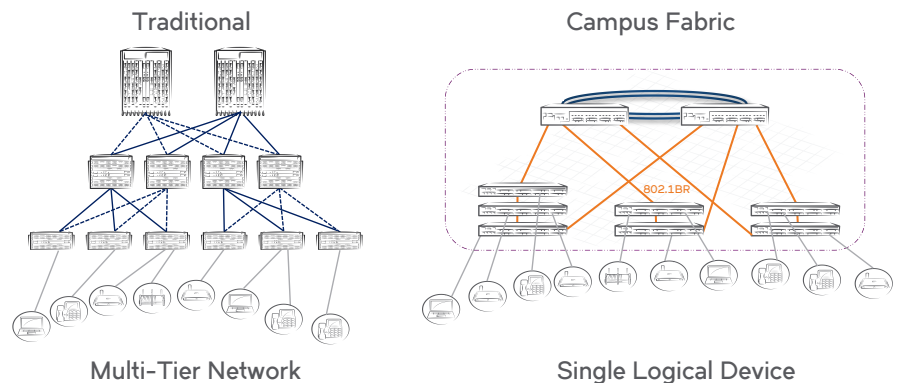 Traditional
Campus Fabric
802.1BR
Multi-Tier Network
Single Logical Device